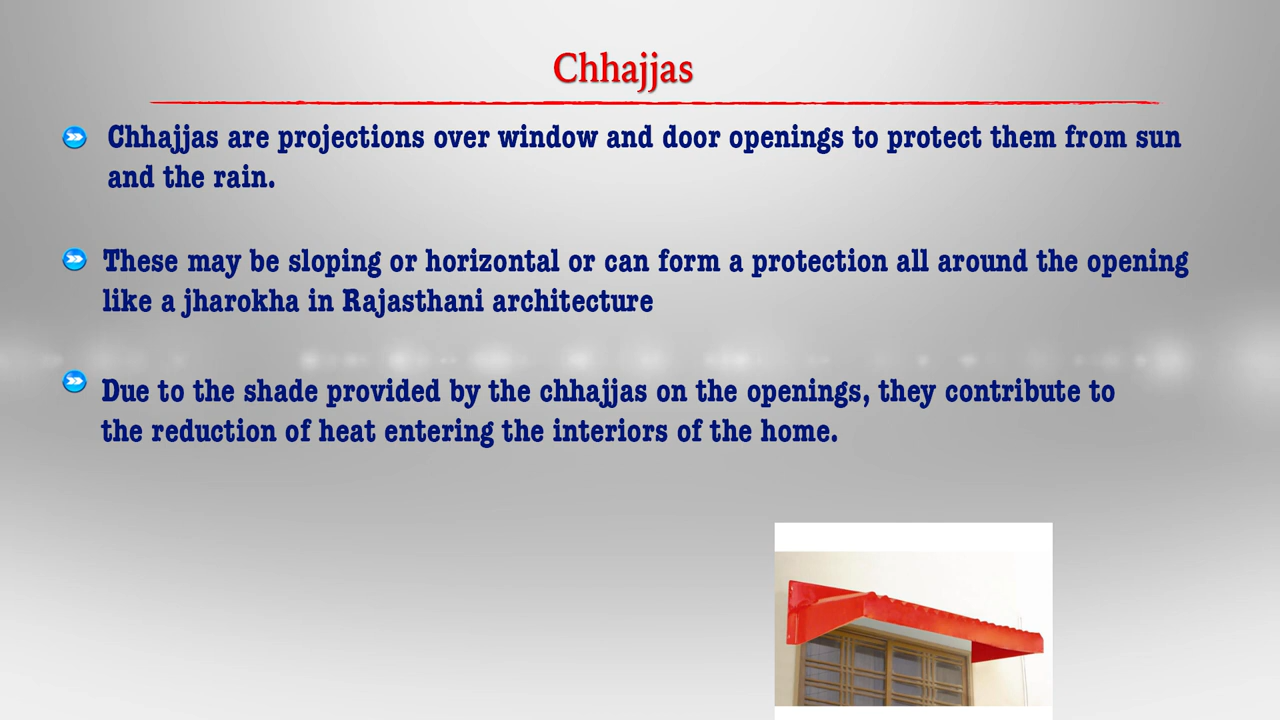 Chhajjas
Chhajjas are projections over window and door openings to protect them from sun
and the rain.
These may be sloping or horizontal or can form a protection all around the opening
like a jharokha in Rajasthani architecture
Due to the shade provided by the chhajjas on the openings, they contribute to
the reduction of heat entering the interiors of the home.